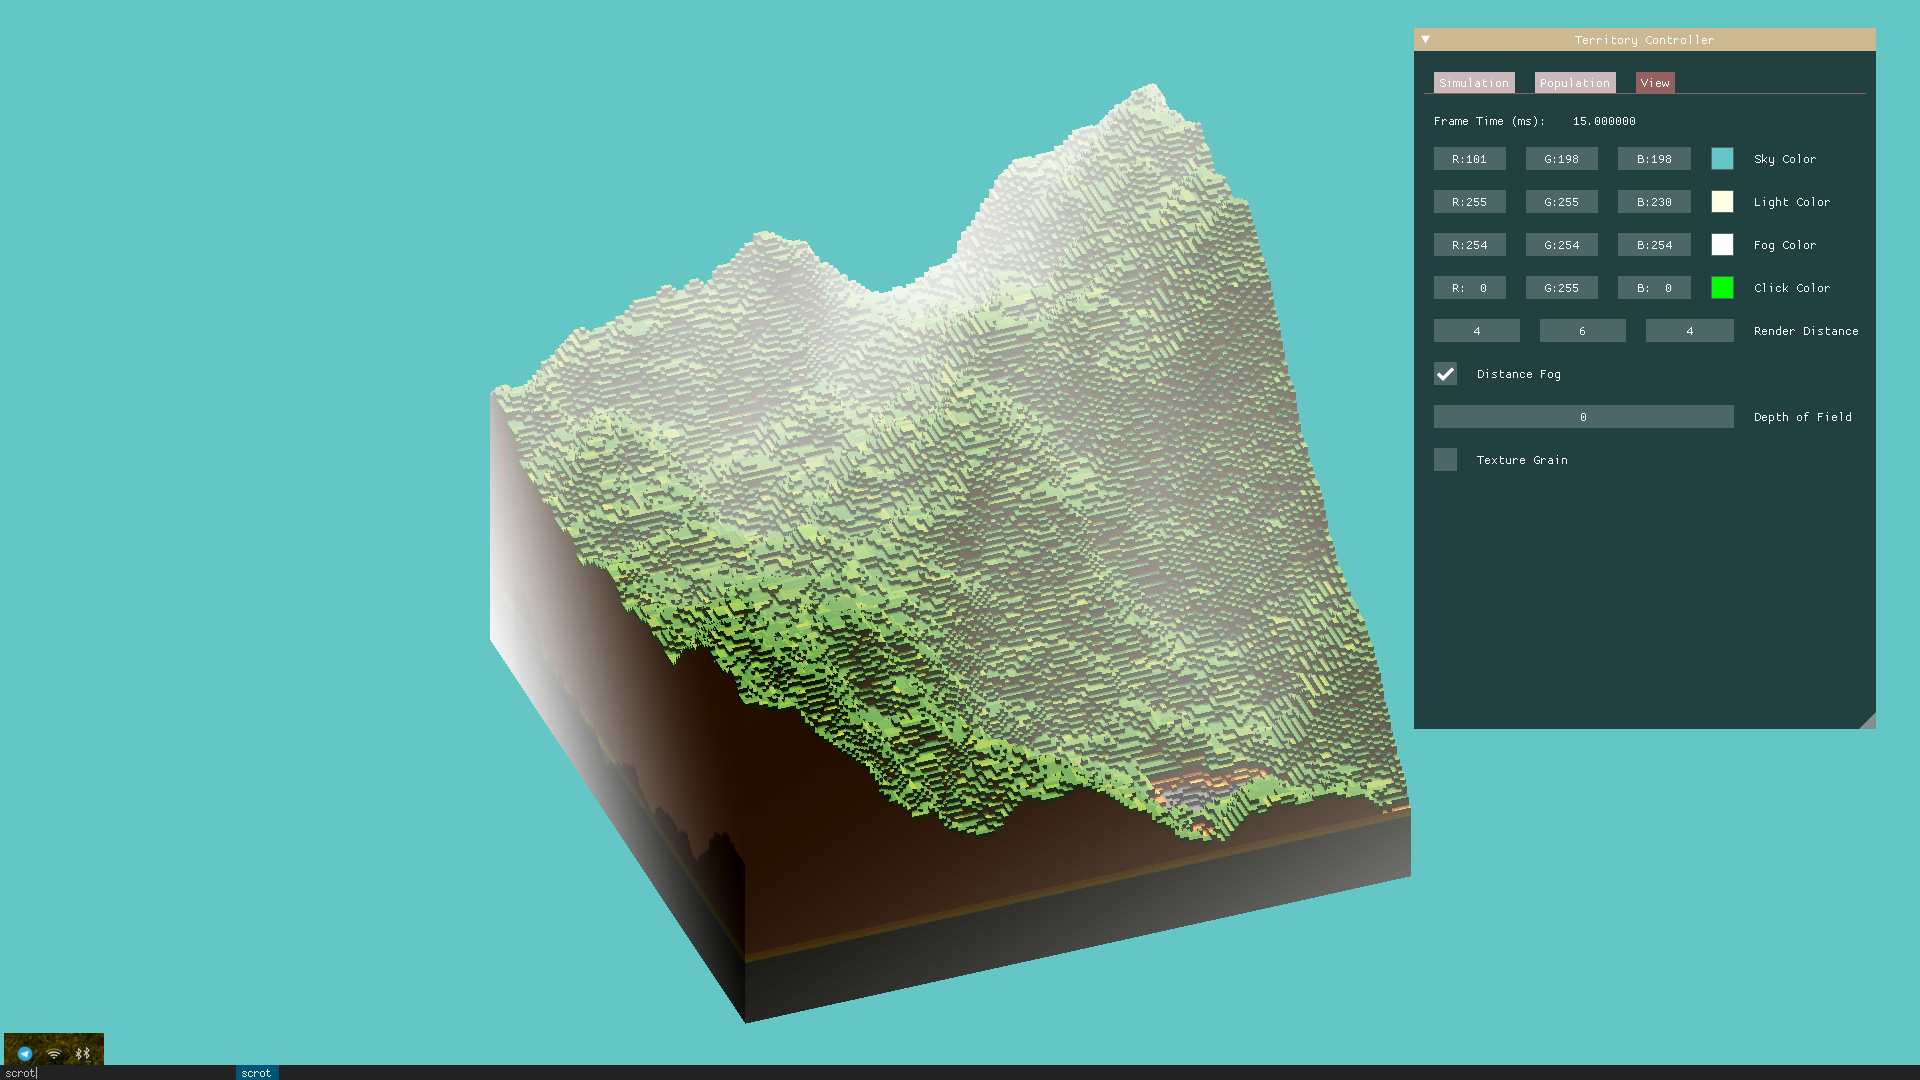 Territory Controller
Simulation Population View
Frame Time (ms): 15.000000
R:101 G:198 B:198 Sky Color
R:255 G:255 B:230 Light Color
R:254 G:254 B:254 Fog Color
R: 0 G:255 B: 0 Click Color
4 6 4 Render Distance
Distance Fog
0 Depth of Field
Texture Grain
scrot scrot